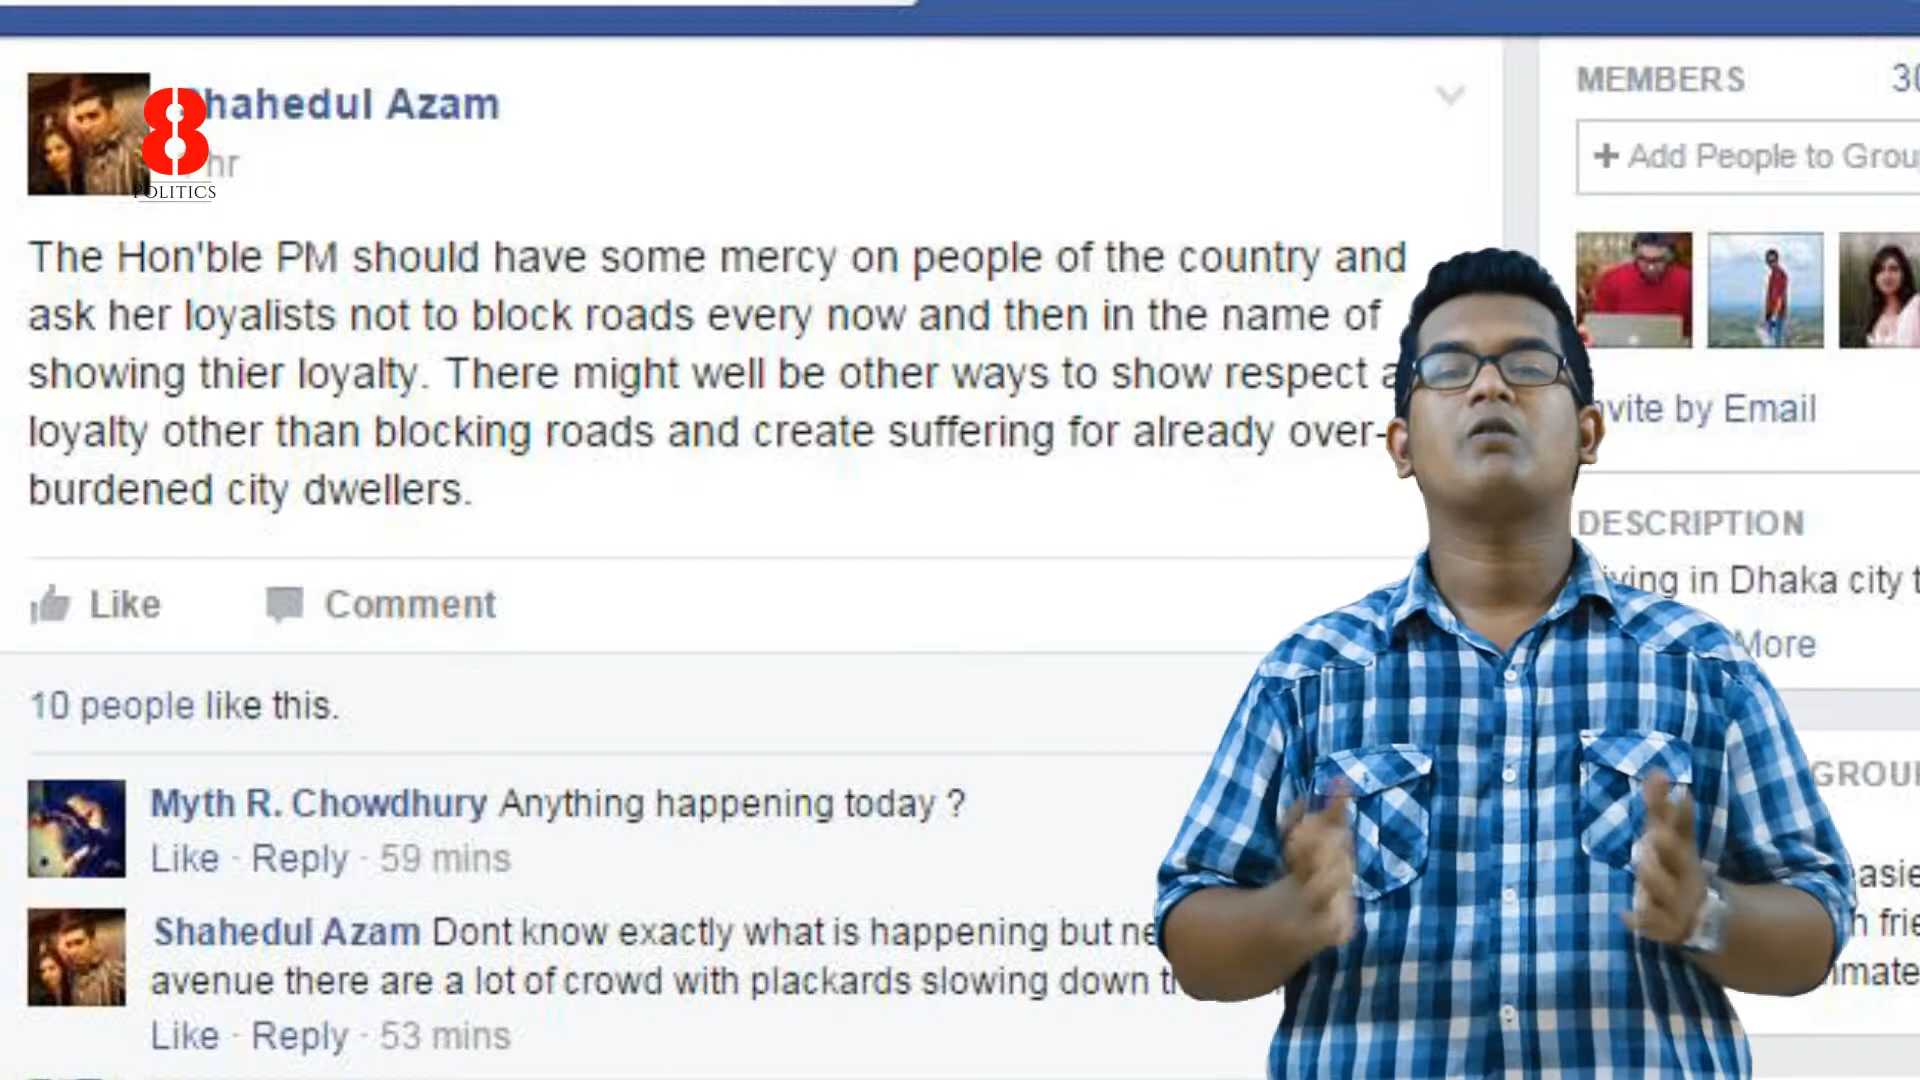 Shahedul Azam
hr
8
POLITICS
The Hon'ble PM should have some mercy on people of the country and
ask her loyalists not to block roads every now and then in the name of
showing thier loyalty. There might well be other ways to show respect
loyalty other than blocking roads and create suffering for already over-
burdened city dwellers.
Like Comment
10 people like this.
Myth R. Chowdhury Anything happening today ?
Like · Reply · 59 mins
Shahedul Azam Dont know exactly what is happening but
avenue there are a lot of crowd with plackards slowing down
Like · Reply · 53 mins
MEMBERS
+ Add People to Group
Invite by Email
DESCRIPTION
in Dhaka city
More